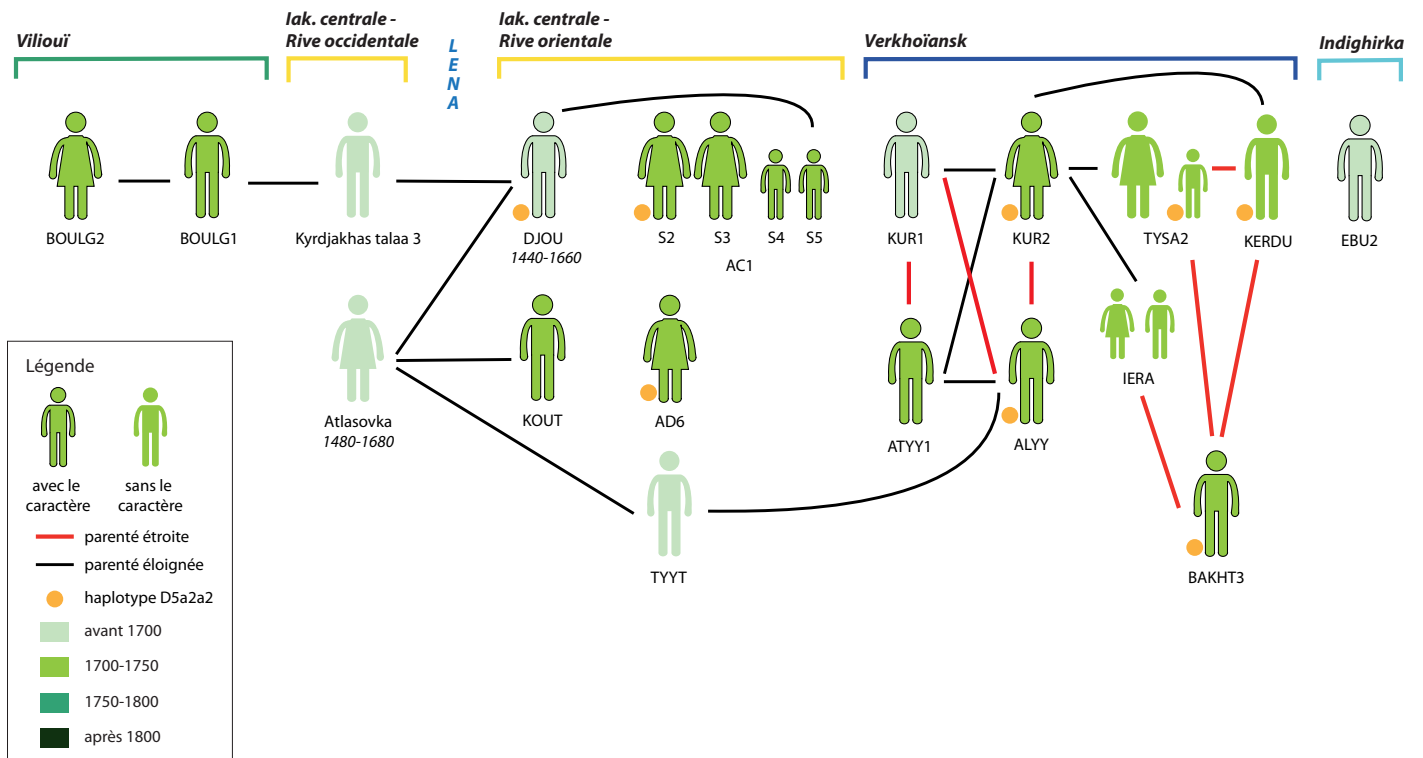 Viliouï
Iak. centrale -
Rive occidentale
L
E
N
A
Iak. centrale -
Rive orientale
Verkhoïansk
Indighirka
BOULG2
BOULG1
Kyrdjakhas talaa 3
DJOU
1440-1660
S2
S3
S4
S5
AC1
KUR1
KUR2
TYSA2
KERDU
EBU2
Atlasovka
1480-1680
KOUT
AD6
ATYY1
ALYY
IERA
TYYT
BAKHT3
Légende
avec le
caractère
sans le
caractère
parenté étroite
parenté éloignée
haplotype D5a2a2
avant 1700
1700-1750
1750-1800
après 1800